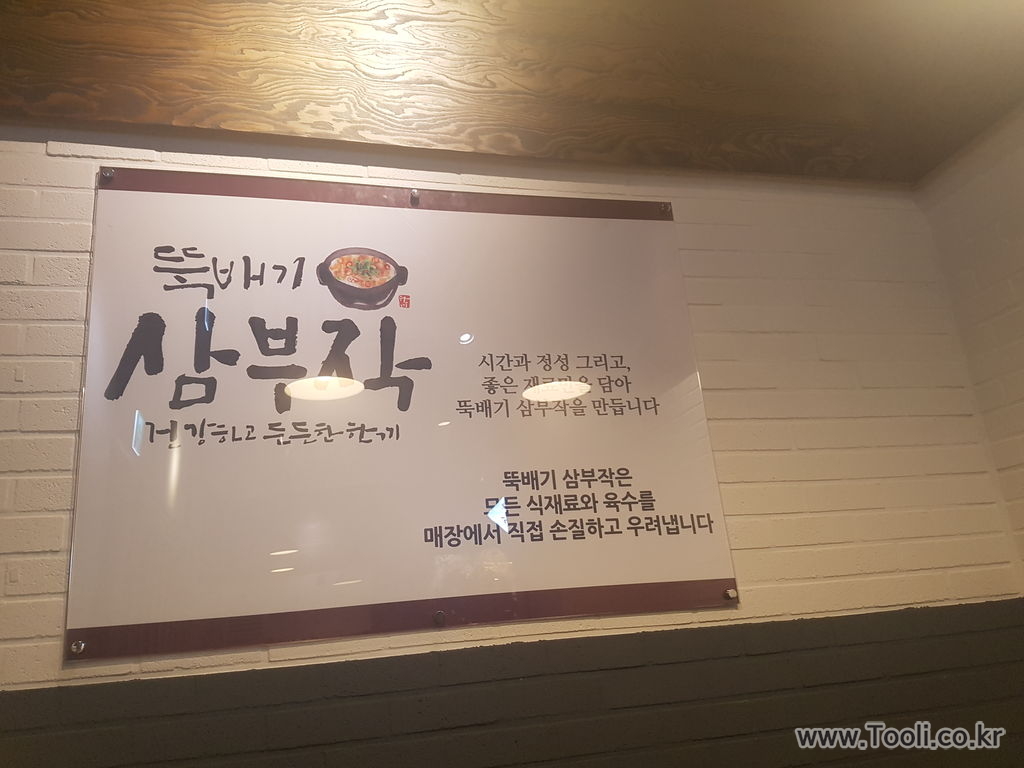 뚝배기
삼부작
건강하고 든든한 한끼
시간과 정성 그리고,
좋은 재료만을 담아
뚝배기 삼부작을 만듭니다
뚝배기 삼부작은
모든 식재료와 육수를
매장에서 직접 손질하고 우려냅니다
www.Tooli.co.kr